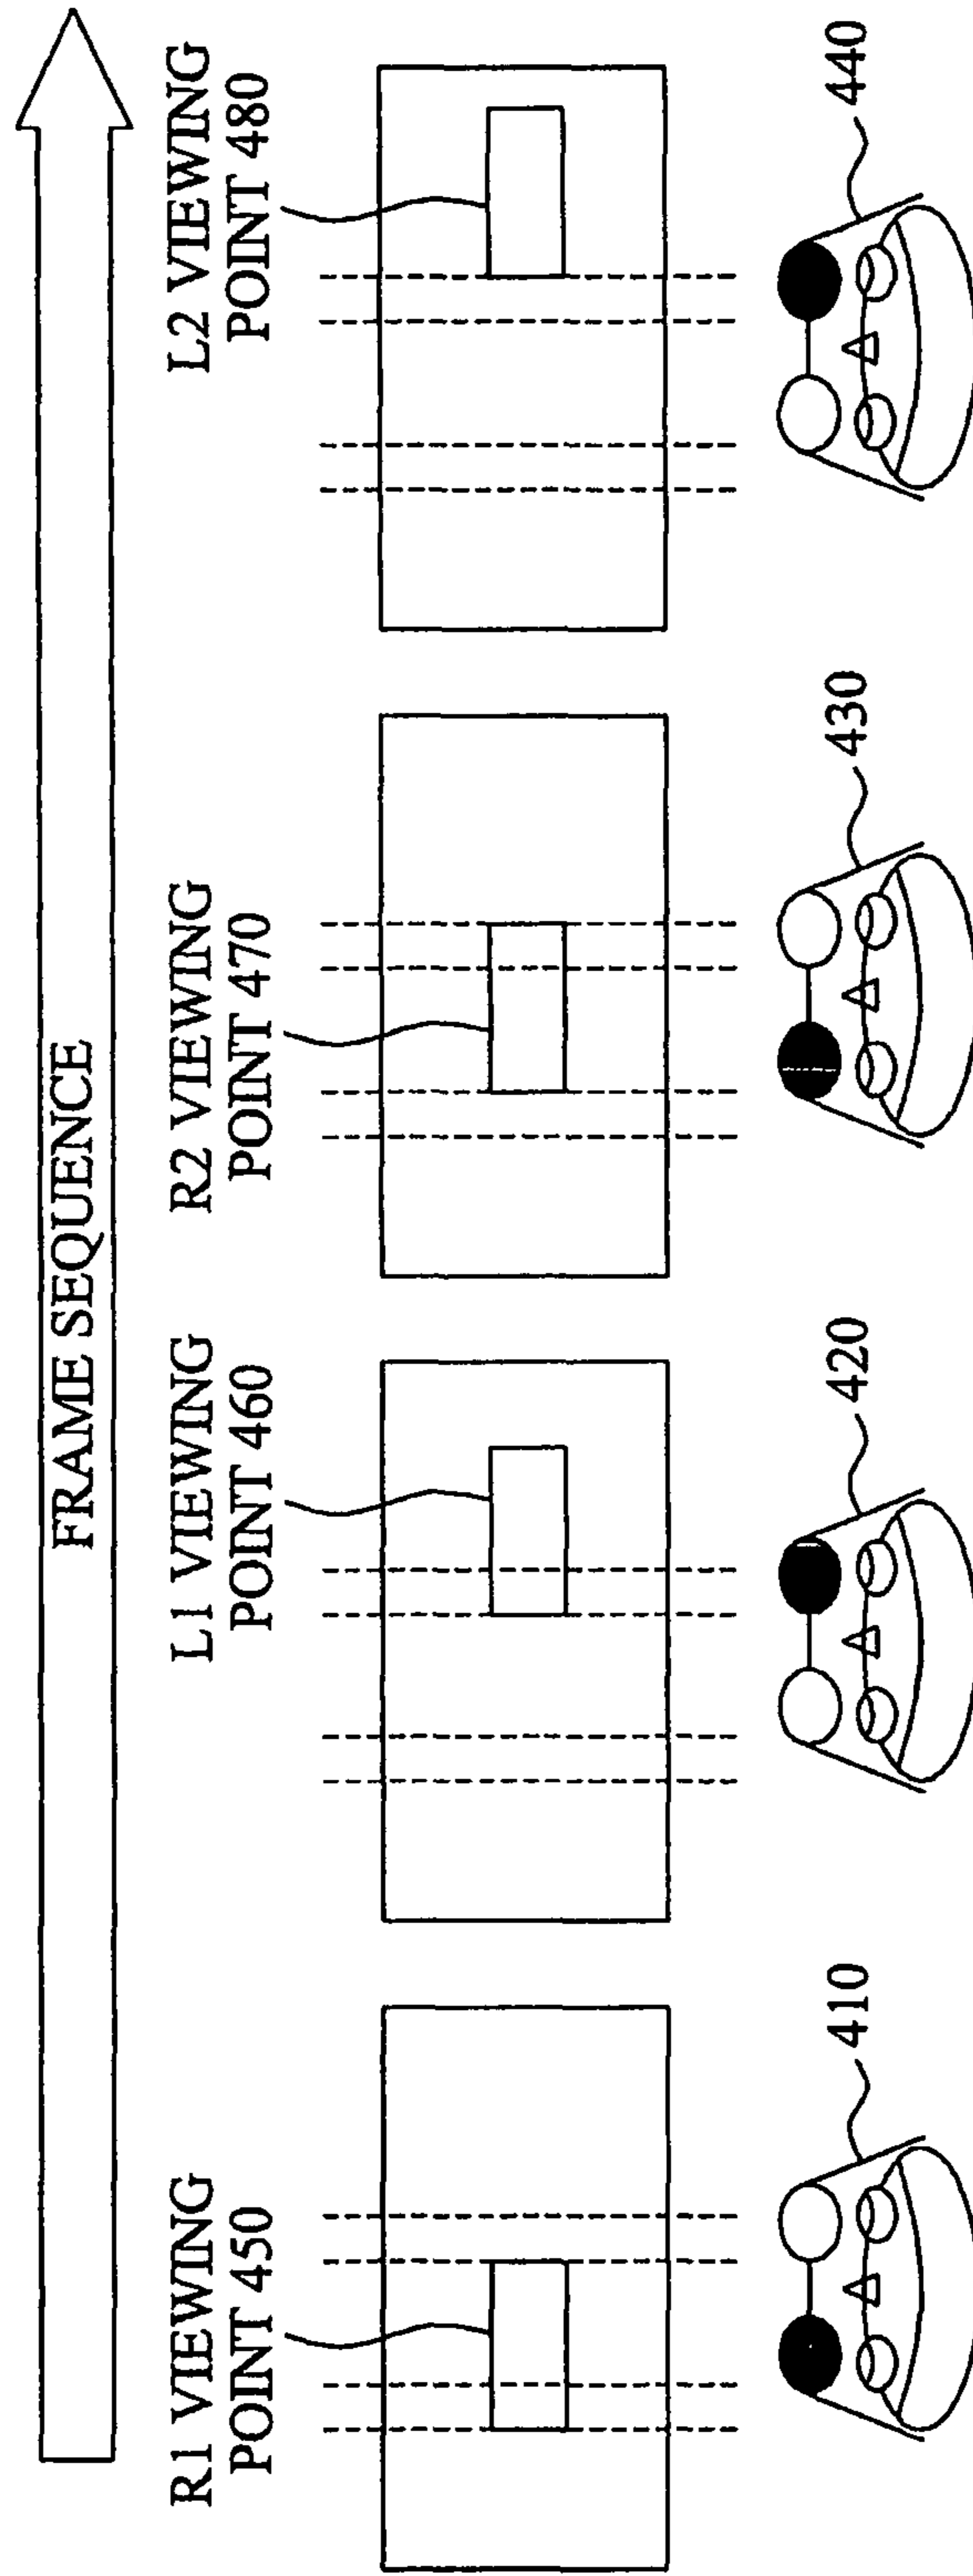 FRAME SEQUENCE
R1 VIEWING
POINT 450
L1 VIEWING
POINT 460
R2 VIEWING
POINT 470
L2 VIEWING
POINT 480
410
420
430
440